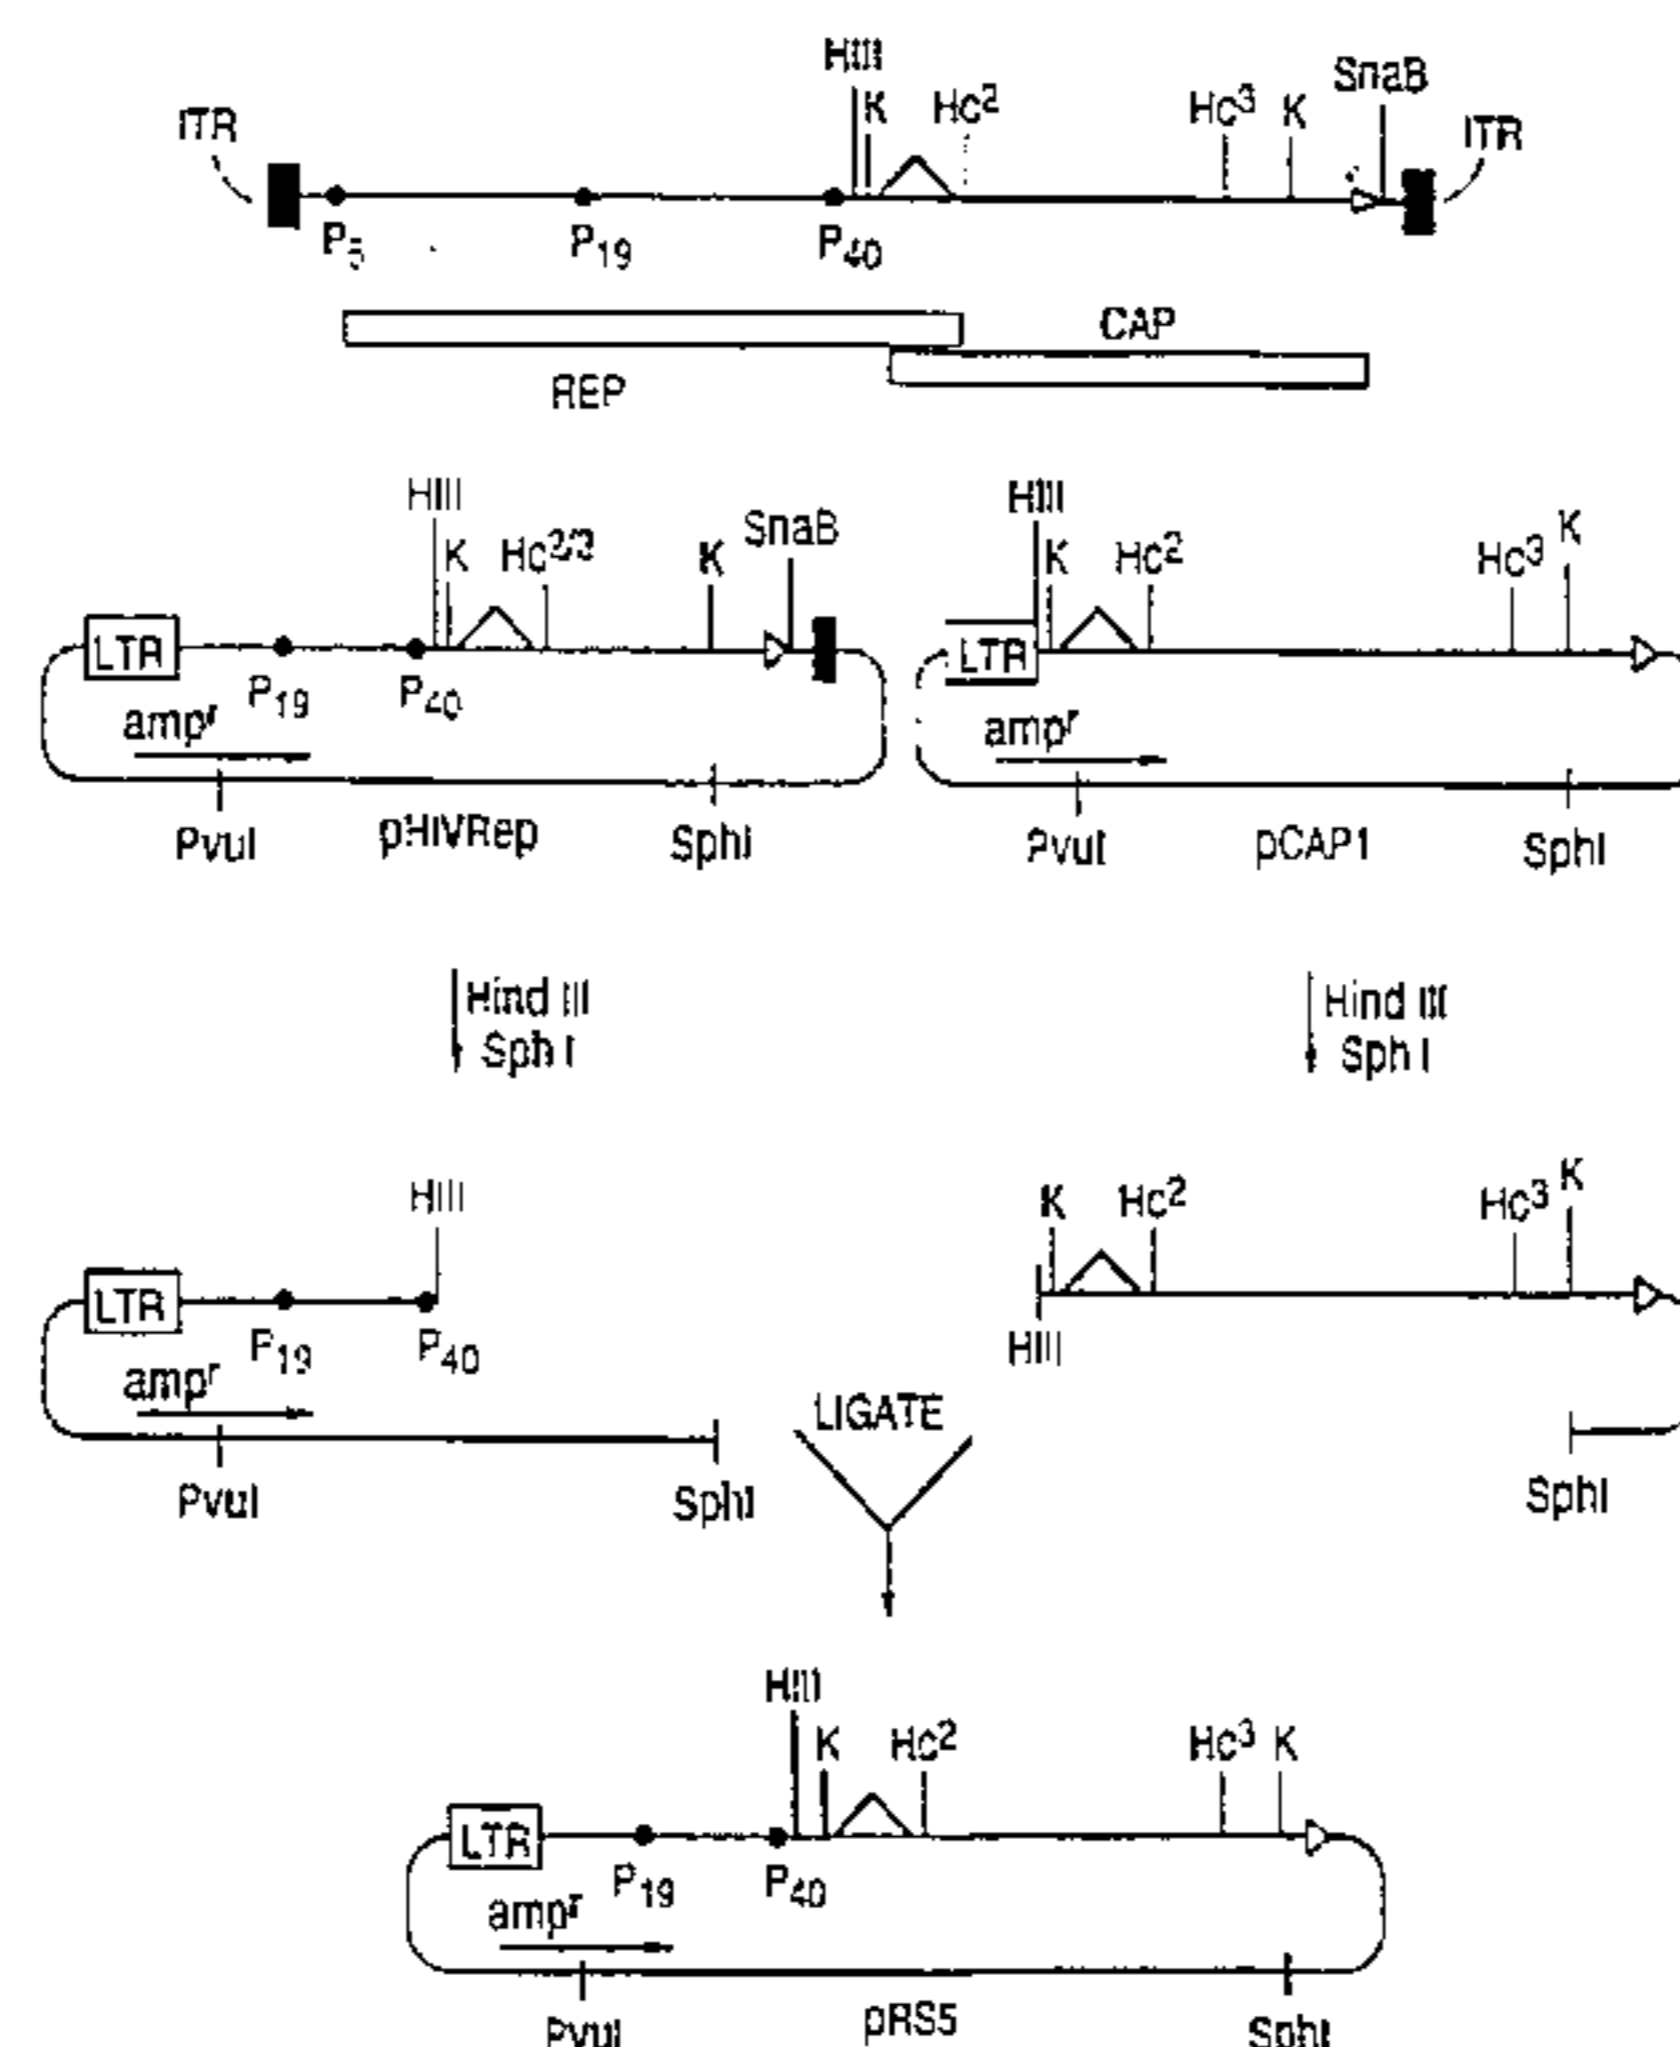 HIII
SnaB
ITR K Hc2 Hc3 K ITR
P5 P19 P40
CAP
REP
HIII HIII
K Hc2/3 K SnaB K Hc2 Hc3 K
LTR LTR
P19 P40
ampr ampr
PvuI pHIVRep SphI PvuI pCAP1 SphI
Hind III Hind III
Sph I Sph I
HIII K Hc2 Hc3 K
LTR
P19 P40 HIII
ampr LIGATE
PvuI SphI SphI
HIII
K Hc2 Hc3 K
LTR
P19 P40
ampr
PvuI pRS5 SphI